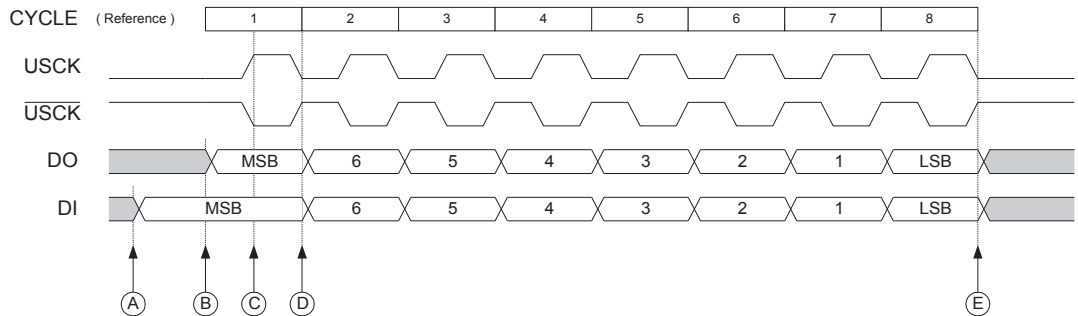 CYCLE ( Reference ) 1 2 3 4 5 6 7 8
USCK
USCK
DO MSB 6 5 4 3 2 1 LSB
DI MSB 6 5 4 3 2 1 LSB
A B C D E